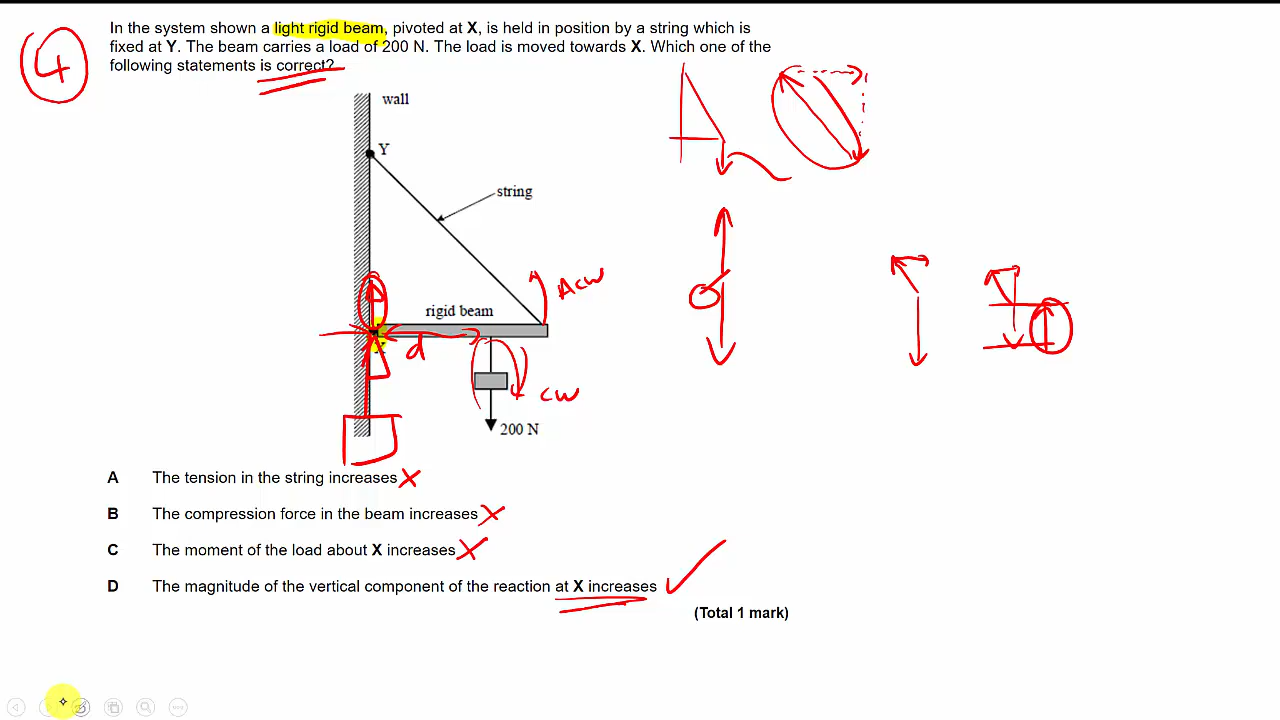 4
In the system shown a light rigid beam, pivoted at X, is held in position by a string which is
fixed at Y. The beam carries a load of 200 N. The load is moved towards X. Which one of the
following statements is correct?
wall
Y
string
ACW
rigid beam
d
CW
200 N
A The tension in the string increases
B The compression force in the beam increases
C The moment of the load about X increases
D The magnitude of the vertical component of the reaction at X increases
(Total 1 mark)